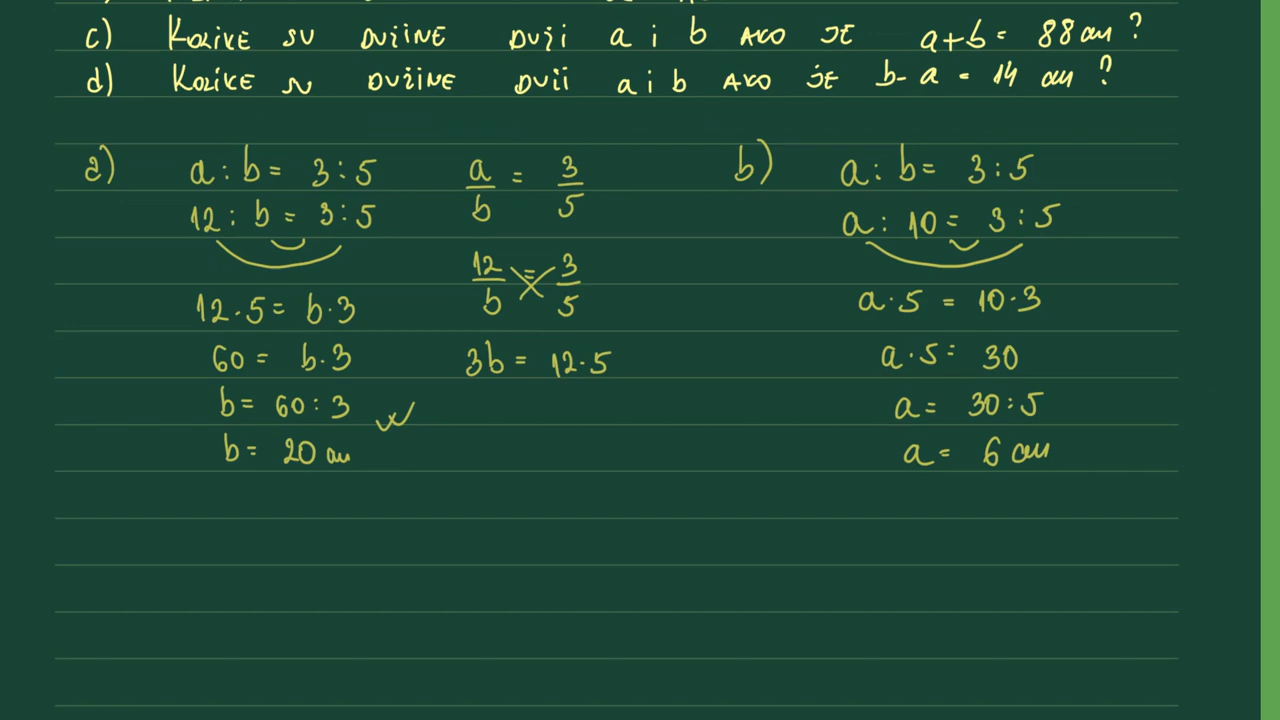 c) KOLIKE SU DUŽINE DUŽI a i b AKO JE a+b = 88 cm ?
d) KOLIKE SU DUŽINE DUŽI a i b AKO JE b - a = 14 cm ?
a) a : b = 3 : 5
12 : b = 3 : 5
12 · 5 = b · 3
60 = b · 3
b = 60 : 3
b = 20 cm
a/b = 3/5
12/b = 3/5
3b = 12 · 5
b) a : b = 3 : 5
a : 10 = 3 : 5
a · 5 = 10 · 3
a · 5 = 30
a = 30 : 5
a = 6 cm